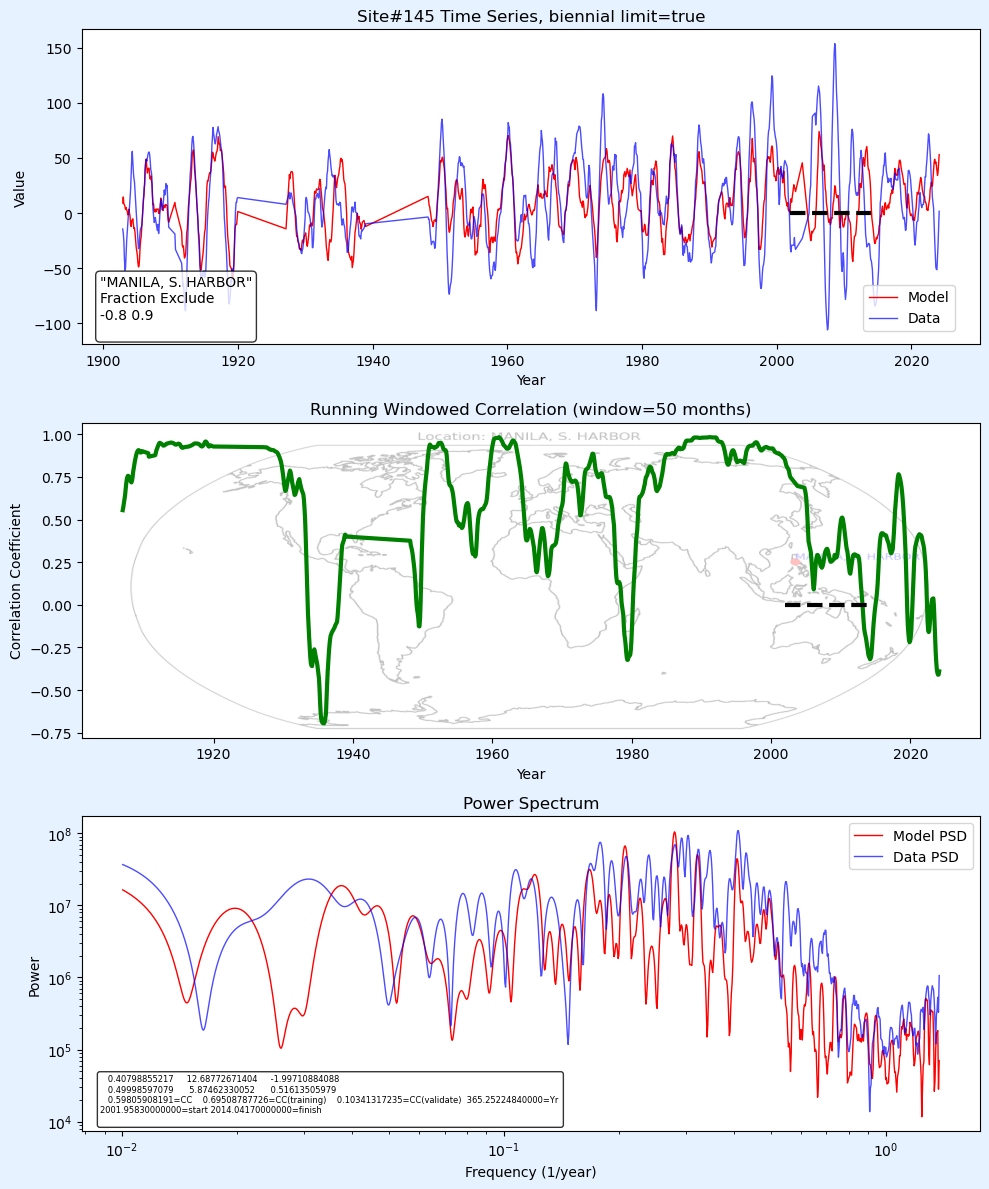 Site#145 Time Series, biennial limit=true
150
100
50
0
−50
−100
Value
"MANILA, S. HARBOR"
Fraction Exclude
-0.8 0.9
Model
Data
1900 1920 1940 1960 1980 2000 2020
Year
Running Windowed Correlation (window=50 months)
Location: MANILA, S. HARBOR
1.00
0.75
0.50
0.25
0.00
−0.25
−0.50
−0.75
Correlation Coefficient
MANILA, S. HARBOR
1920 1940 1960 1980 2000 2020
Year
Power Spectrum
Model PSD
Data PSD
10⁸
10⁷
10⁶
10⁵
10⁴
Power
0.40798855217 12.68772671404 -1.99710884088
0.49998597079 5.87462330052 0.51613505979
0.59805908191=CC 0.69508787726=CC(training) 0.10341317235=CC(validate) 365.25224840000=Yr
2001.95830000000=start 2014.04170000000=finish
10⁻² 10⁻¹ 10⁰
Frequency (1/year)